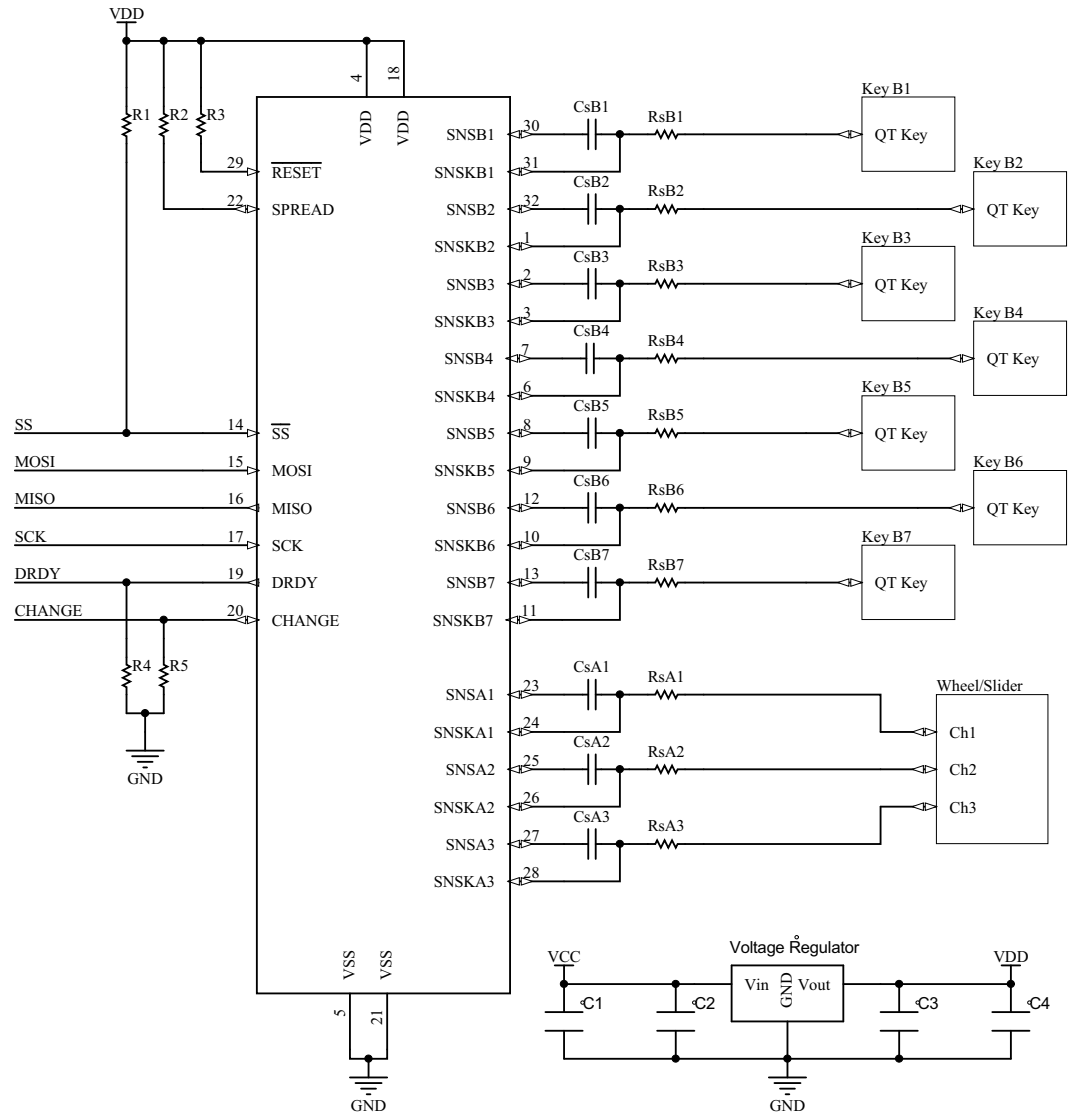 VDD
R1
R2
R3
4
18
VDD
VDD
29
RESET
22
SPREAD
SS
14
SS
MOSI
15
MOSI
MISO
16
MISO
SCK
17
SCK
DRDY
19
DRDY
CHANGE
20
CHANGE
R4
R5
GND
SNSB1
30
CsB1
RsB1
Key B1
QT Key
SNSKB1
31
SNSB2
32
CsB2
RsB2
Key B2
QT Key
SNSKB2
1
SNSB3
2
CsB3
RsB3
Key B3
QT Key
SNSKB3
3
SNSB4
7
CsB4
RsB4
Key B4
QT Key
SNSKB4
6
SNSB5
8
CsB5
RsB5
Key B5
QT Key
SNSKB5
9
SNSB6
12
CsB6
RsB6
Key B6
QT Key
SNSKB6
10
SNSB7
13
CsB7
RsB7
Key B7
QT Key
SNSKB7
11
SNSA1
23
CsA1
RsA1
Wheel/Slider
Ch1
SNSKA1
24
SNSA2
25
CsA2
RsA2
Ch2
SNSKA2
26
SNSA3
27
CsA3
RsA3
Ch3
SNSKA3
28
VSS
VSS
5
21
GND
Voltage Regulator
VCC
VDD
Vin
GND
Vout
C1
C2
C3
C4
GND